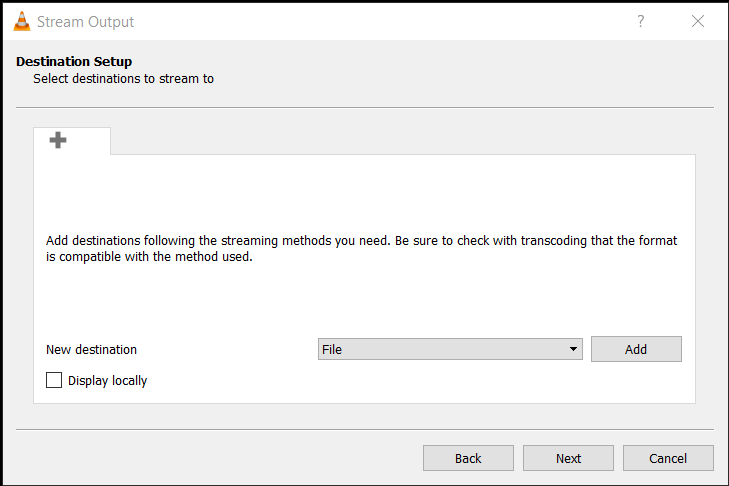 Stream Output
?
Destination Setup
Select destinations to stream to
Add destinations following the streaming methods you need. Be sure to check with transcoding that the format
is compatible with the method used.
New destination File Add
Display locally
Back Next Cancel